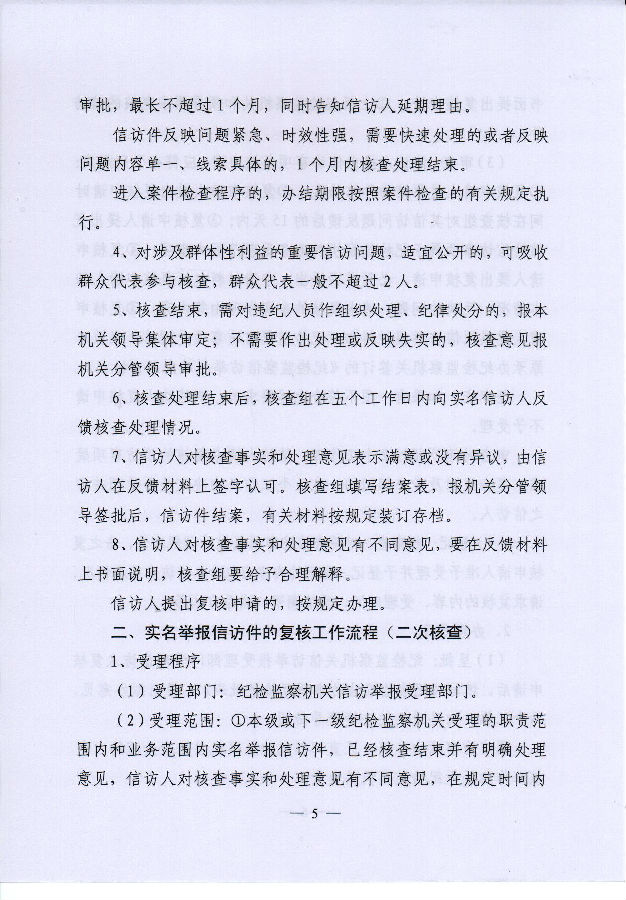 审批，最长不超过1个月，同时告知信访人延期理由。
信访件反映问题紧急、时效性强，需要快速处理的或者反映
问题内容单一、线索具体的，1个月内核查处理结束。
进入案件检查程序的，办结期限按照案件检查的有关规定执
行。
4、对涉及群体性利益的重要信访问题，适宜公开的，可吸收
群众代表参与核查，群众代表一般不超过2人。
5、核查结束，需对违纪人员作组织处理、纪律处分的，报本
机关领导集体审定；不需要作出处理或反映失实的，核查意见报
机关分管领导审批。
6、核查处理结束后，核查组在五个工作日内向实名信访人反
馈核查处理情况。
7、信访人对核查事实和处理意见表示满意或没有异议，由信
访人在反馈材料上签字认可。核查组填写结案表，报机关分管领
导签批后，信访件结案，有关材料按规定装订存档。
8、信访人对核查事实和处理意见有不同意见，要在反馈材料
上书面说明，核查组要给予合理解释。
信访人提出复核申请的，按规定办理。
二、实名举报信访件的复核工作流程（二次核查）
1、受理程序
（1）受理部门：纪检监察机关信访举报受理部门。
（2）受理范围：①本级或下一级纪检监察机关受理的职责范
围内和业务范围内实名举报信访件，已经核查结束并有明确处理
意见，信访人对核查事实和处理意见有不同意见，在规定时间内
— 5 —